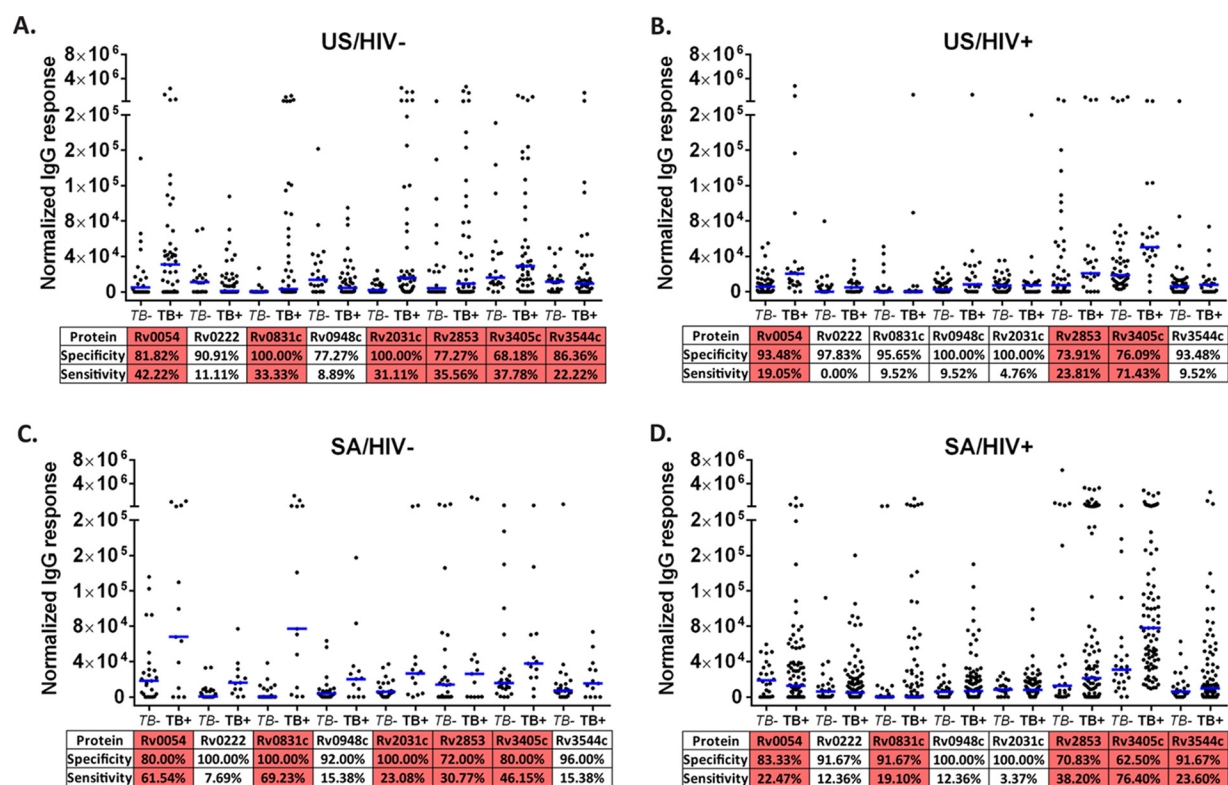 A.
US/HIV-
Normalized IgG response
8×10⁶
4×10⁶
2×10⁵
2×10⁵
1×10⁵
8×10⁴
4×10⁴
0
TB- TB+ TB- TB+ TB- TB+ TB- TB+ TB- TB+ TB- TB+ TB- TB+ TB- TB+
Protein Rv0054 Rv0222 Rv0831c Rv0948c Rv2031c Rv2853 Rv3405c Rv3544c
Specificity 81.82% 90.91% 100.00% 77.27% 100.00% 77.27% 68.18% 86.36%
Sensitivity 42.22% 11.11% 33.33% 8.89% 31.11% 35.56% 37.78% 22.22%
B.
US/HIV+
Normalized IgG response
8×10⁶
4×10⁶
2×10⁵
2×10⁵
1×10⁵
8×10⁴
4×10⁴
0
TB- TB+ TB- TB+ TB- TB+ TB- TB+ TB- TB+ TB- TB+ TB- TB+ TB- TB+
Protein Rv0054 Rv0222 Rv0831c Rv0948c Rv2031c Rv2853 Rv3405c Rv3544c
Specificity 93.48% 97.83% 95.65% 100.00% 100.00% 73.91% 76.09% 93.48%
Sensitivity 19.05% 0.00% 9.52% 9.52% 4.76% 23.81% 71.43% 9.52%
C.
SA/HIV-
Normalized IgG response
8×10⁶
4×10⁶
2×10⁵
2×10⁵
1×10⁵
8×10⁴
4×10⁴
0
TB- TB+ TB- TB+ TB- TB+ TB- TB+ TB- TB+ TB- TB+ TB- TB+ TB- TB+
Protein Rv0054 Rv0222 Rv0831c Rv0948c Rv2031c Rv2853 Rv3405c Rv3544c
Specificity 80.00% 100.00% 100.00% 92.00% 100.00% 72.00% 80.00% 96.00%
Sensitivity 61.54% 7.69% 69.23% 15.38% 23.08% 30.77% 46.15% 15.38%
D.
SA/HIV+
Normalized IgG response
8×10⁶
4×10⁶
2×10⁵
2×10⁵
1×10⁵
8×10⁴
4×10⁴
0
TB- TB+ TB- TB+ TB- TB+ TB- TB+ TB- TB+ TB- TB+ TB- TB+ TB- TB+
Protein Rv0054 Rv0222 Rv0831c Rv0948c Rv2031c Rv2853 Rv3405c Rv3544c
Specificity 83.33% 91.67% 91.67% 100.00% 100.00% 70.83% 62.50% 91.67%
Sensitivity 22.47% 12.36% 19.10% 12.36% 3.37% 38.20% 76.40% 23.60%